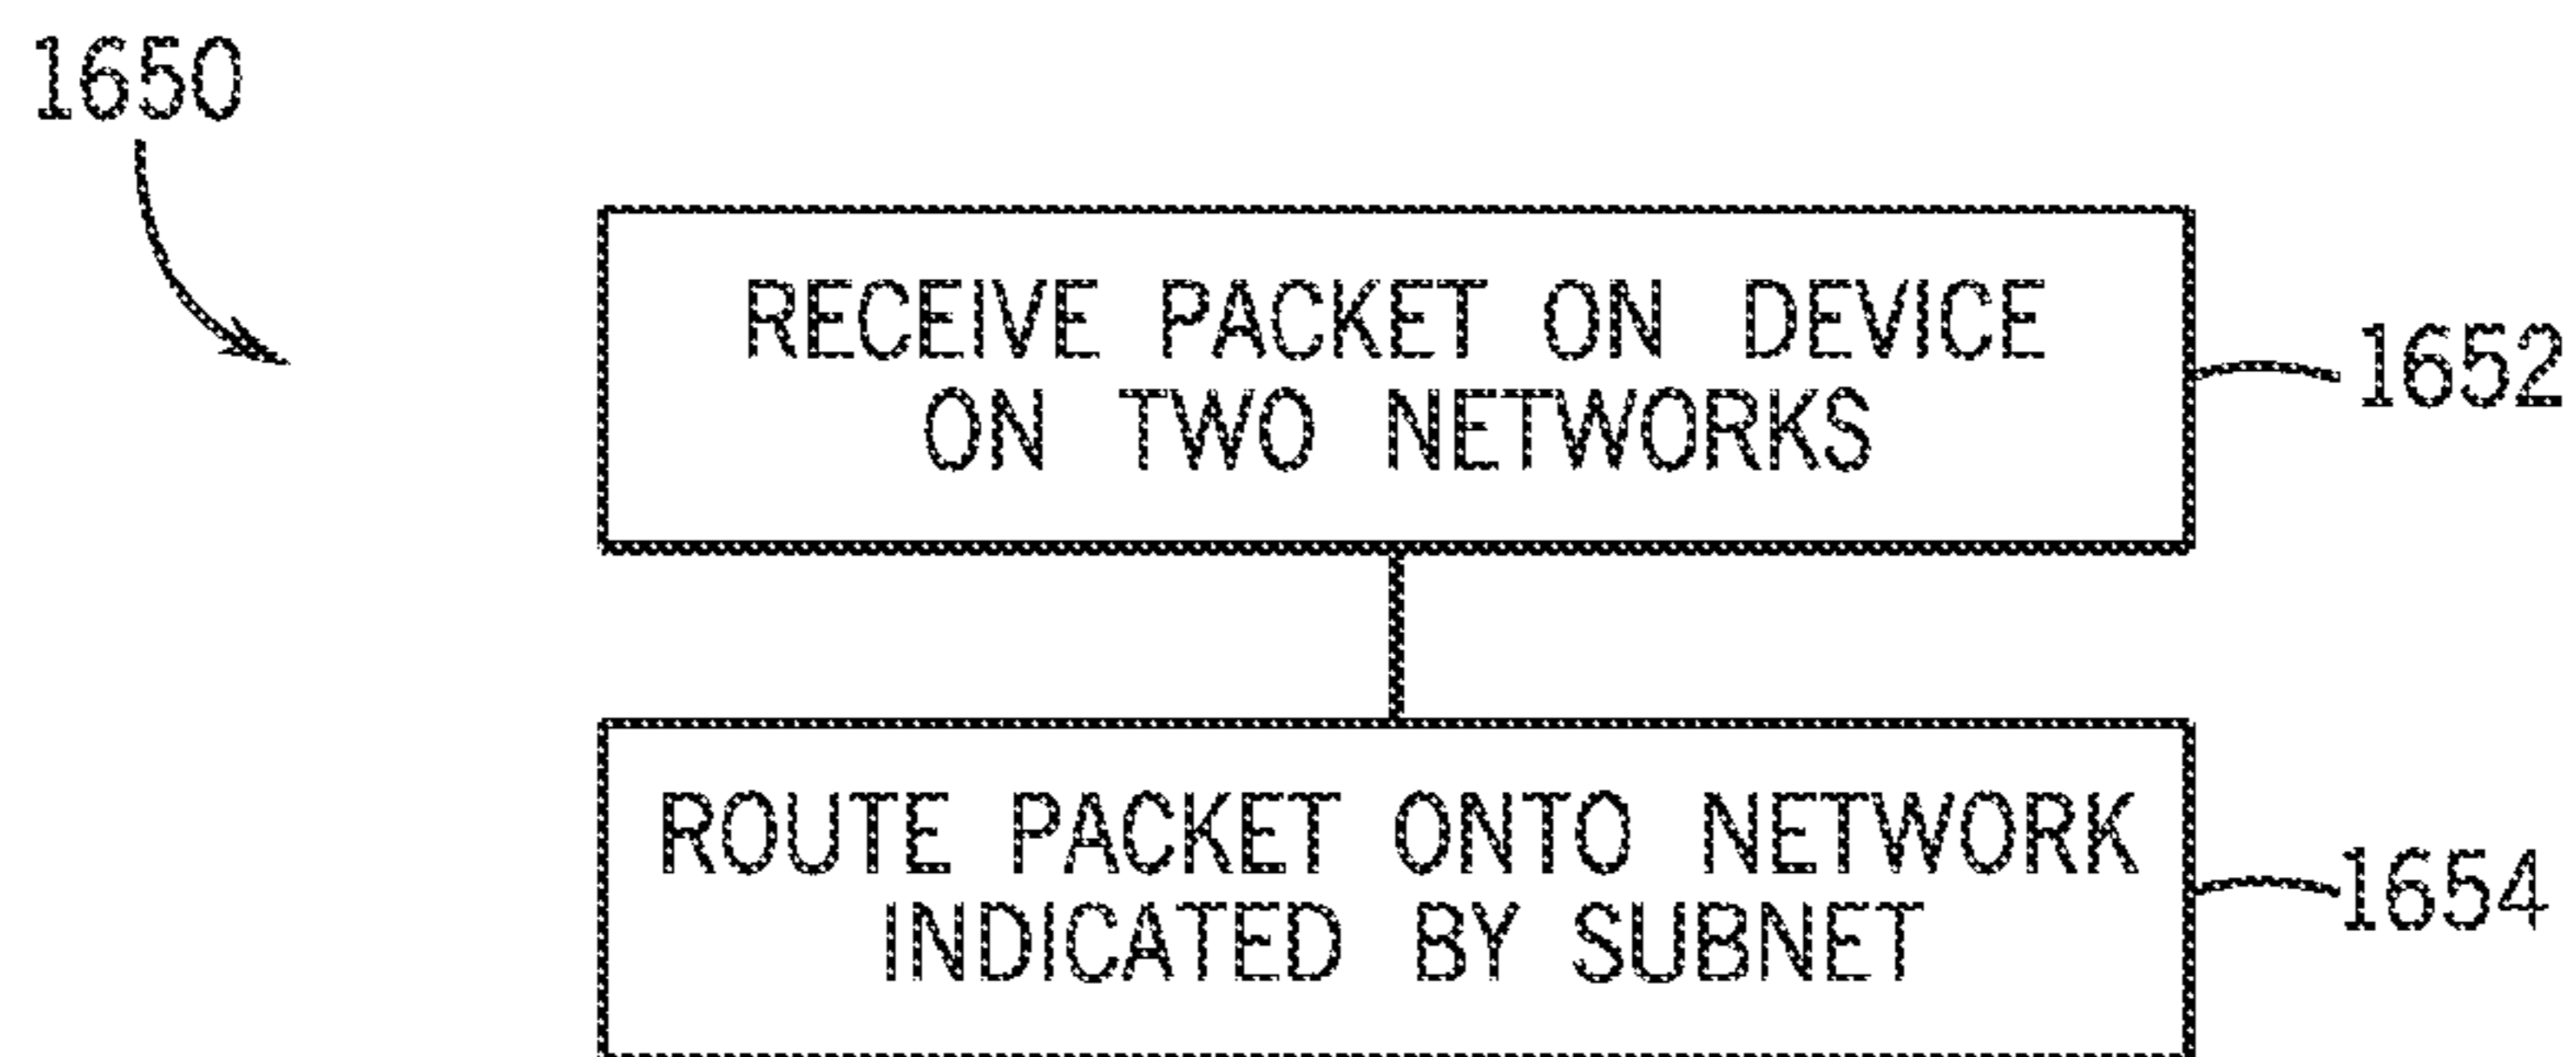 1650
RECEIVE PACKET ON DEVICE
ON TWO NETWORKS
1652
ROUTE PACKET ONTO NETWORK
INDICATED BY SUBNET
1654